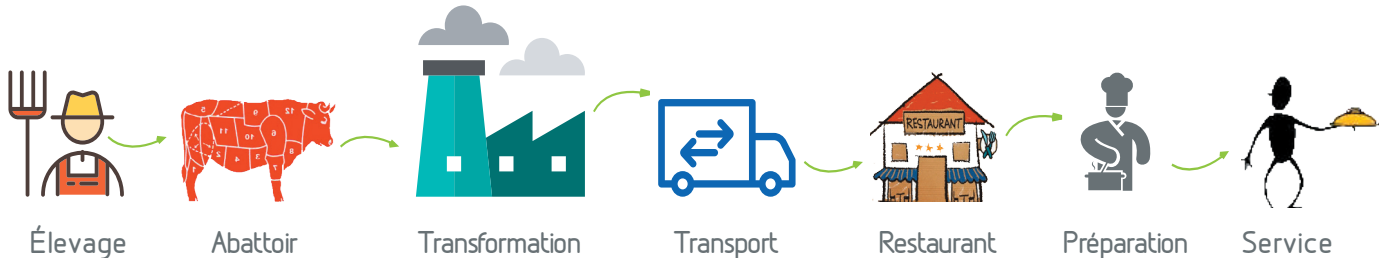 RESTAURANT
Élevage
Abattoir
Transformation
Transport
Restaurant
Préparation
Service